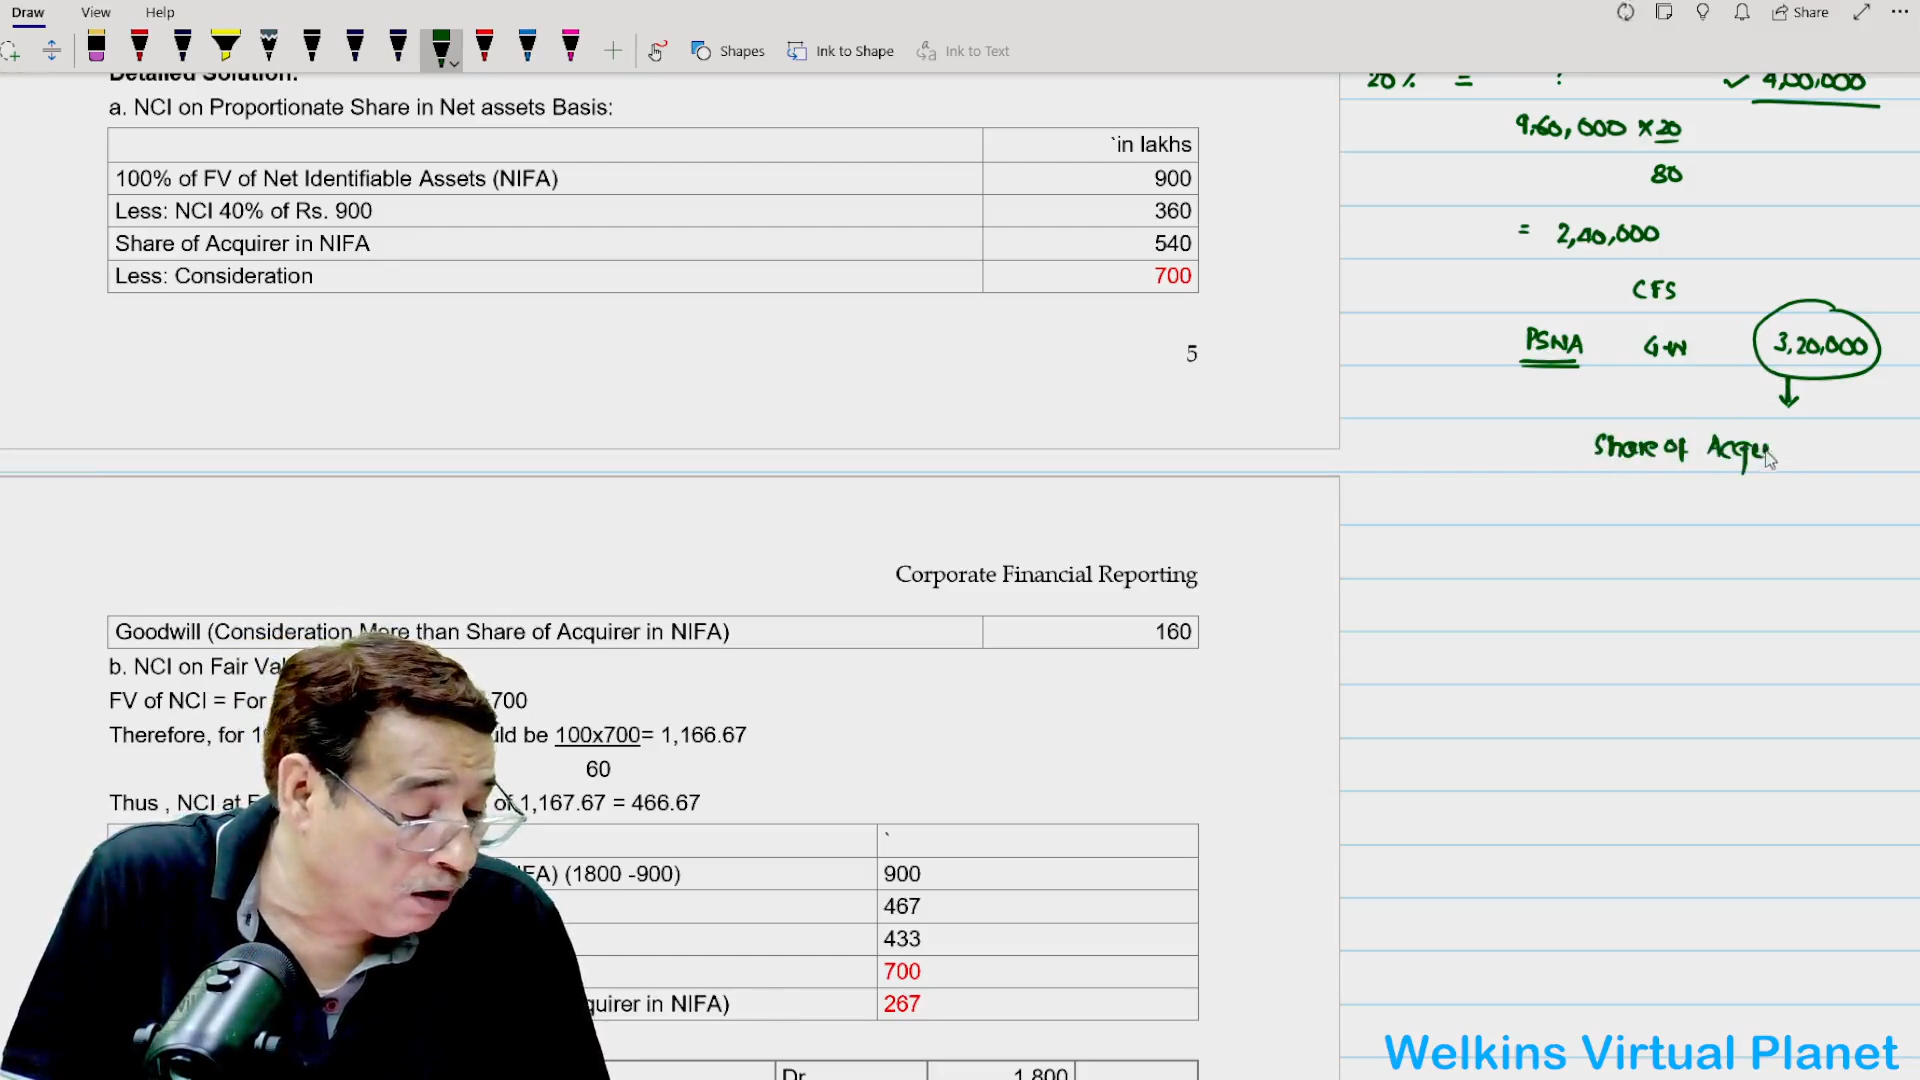 Draw View Help Share
Shapes Ink to Shape Ink to Text
Detailed Solution:
a. NCI on Proportionate Share in Net assets Basis:
`in lakhs
100% of FV of Net Identifiable Assets (NIFA) 900
Less: NCI 40% of Rs. 900 360
Share of Acquirer in NIFA 540
Less: Consideration 700
5
Corporate Financial Reporting
Goodwill (Consideration More than Share of Acquirer in NIFA) 160
b. NCI on Fair Va
FV of NCI = For 700
Therefore, for 1 ld be 100x700= 1,166.67
60
Thus , NCI at of 1,167.67 = 466.67
`
FA) (1800 -900) 900
467
433
700
quirer in NIFA) 267
Dr 1,800
20% = ? ✓ 4,00,000
9,60,000 × 20
80
= 2,40,000
CFS
PSNA G-W 3,20,000
Share of Acqu
Welkins Virtual Planet